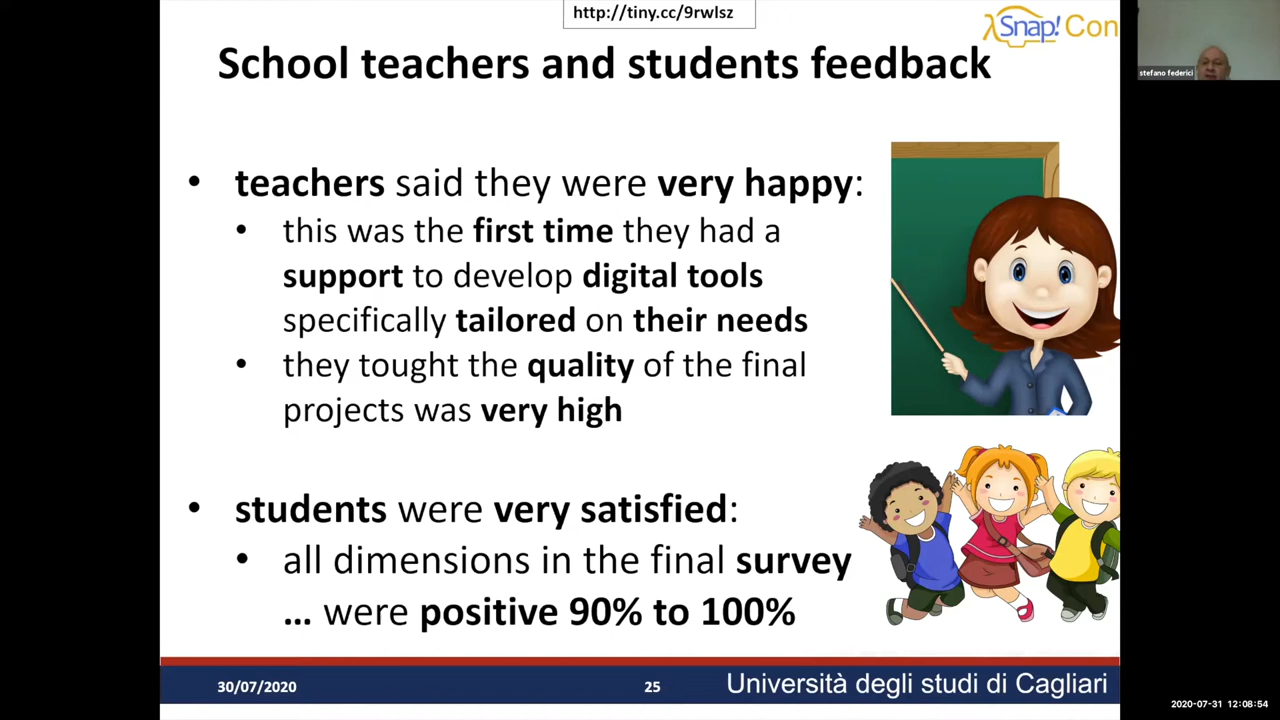 http://tiny.cc/9rwlsz
λSnap! Con
stefano federici
School teachers and students feedback
• teachers said they were very happy:
• this was the first time they had a
support to develop digital tools
specifically tailored on their needs
• they tought the quality of the final
projects was very high
• students were very satisfied:
• all dimensions in the final survey
... were positive 90% to 100%
30/07/2020
25
Università degli studi di Cagliari
2020-07-31 12:08:54